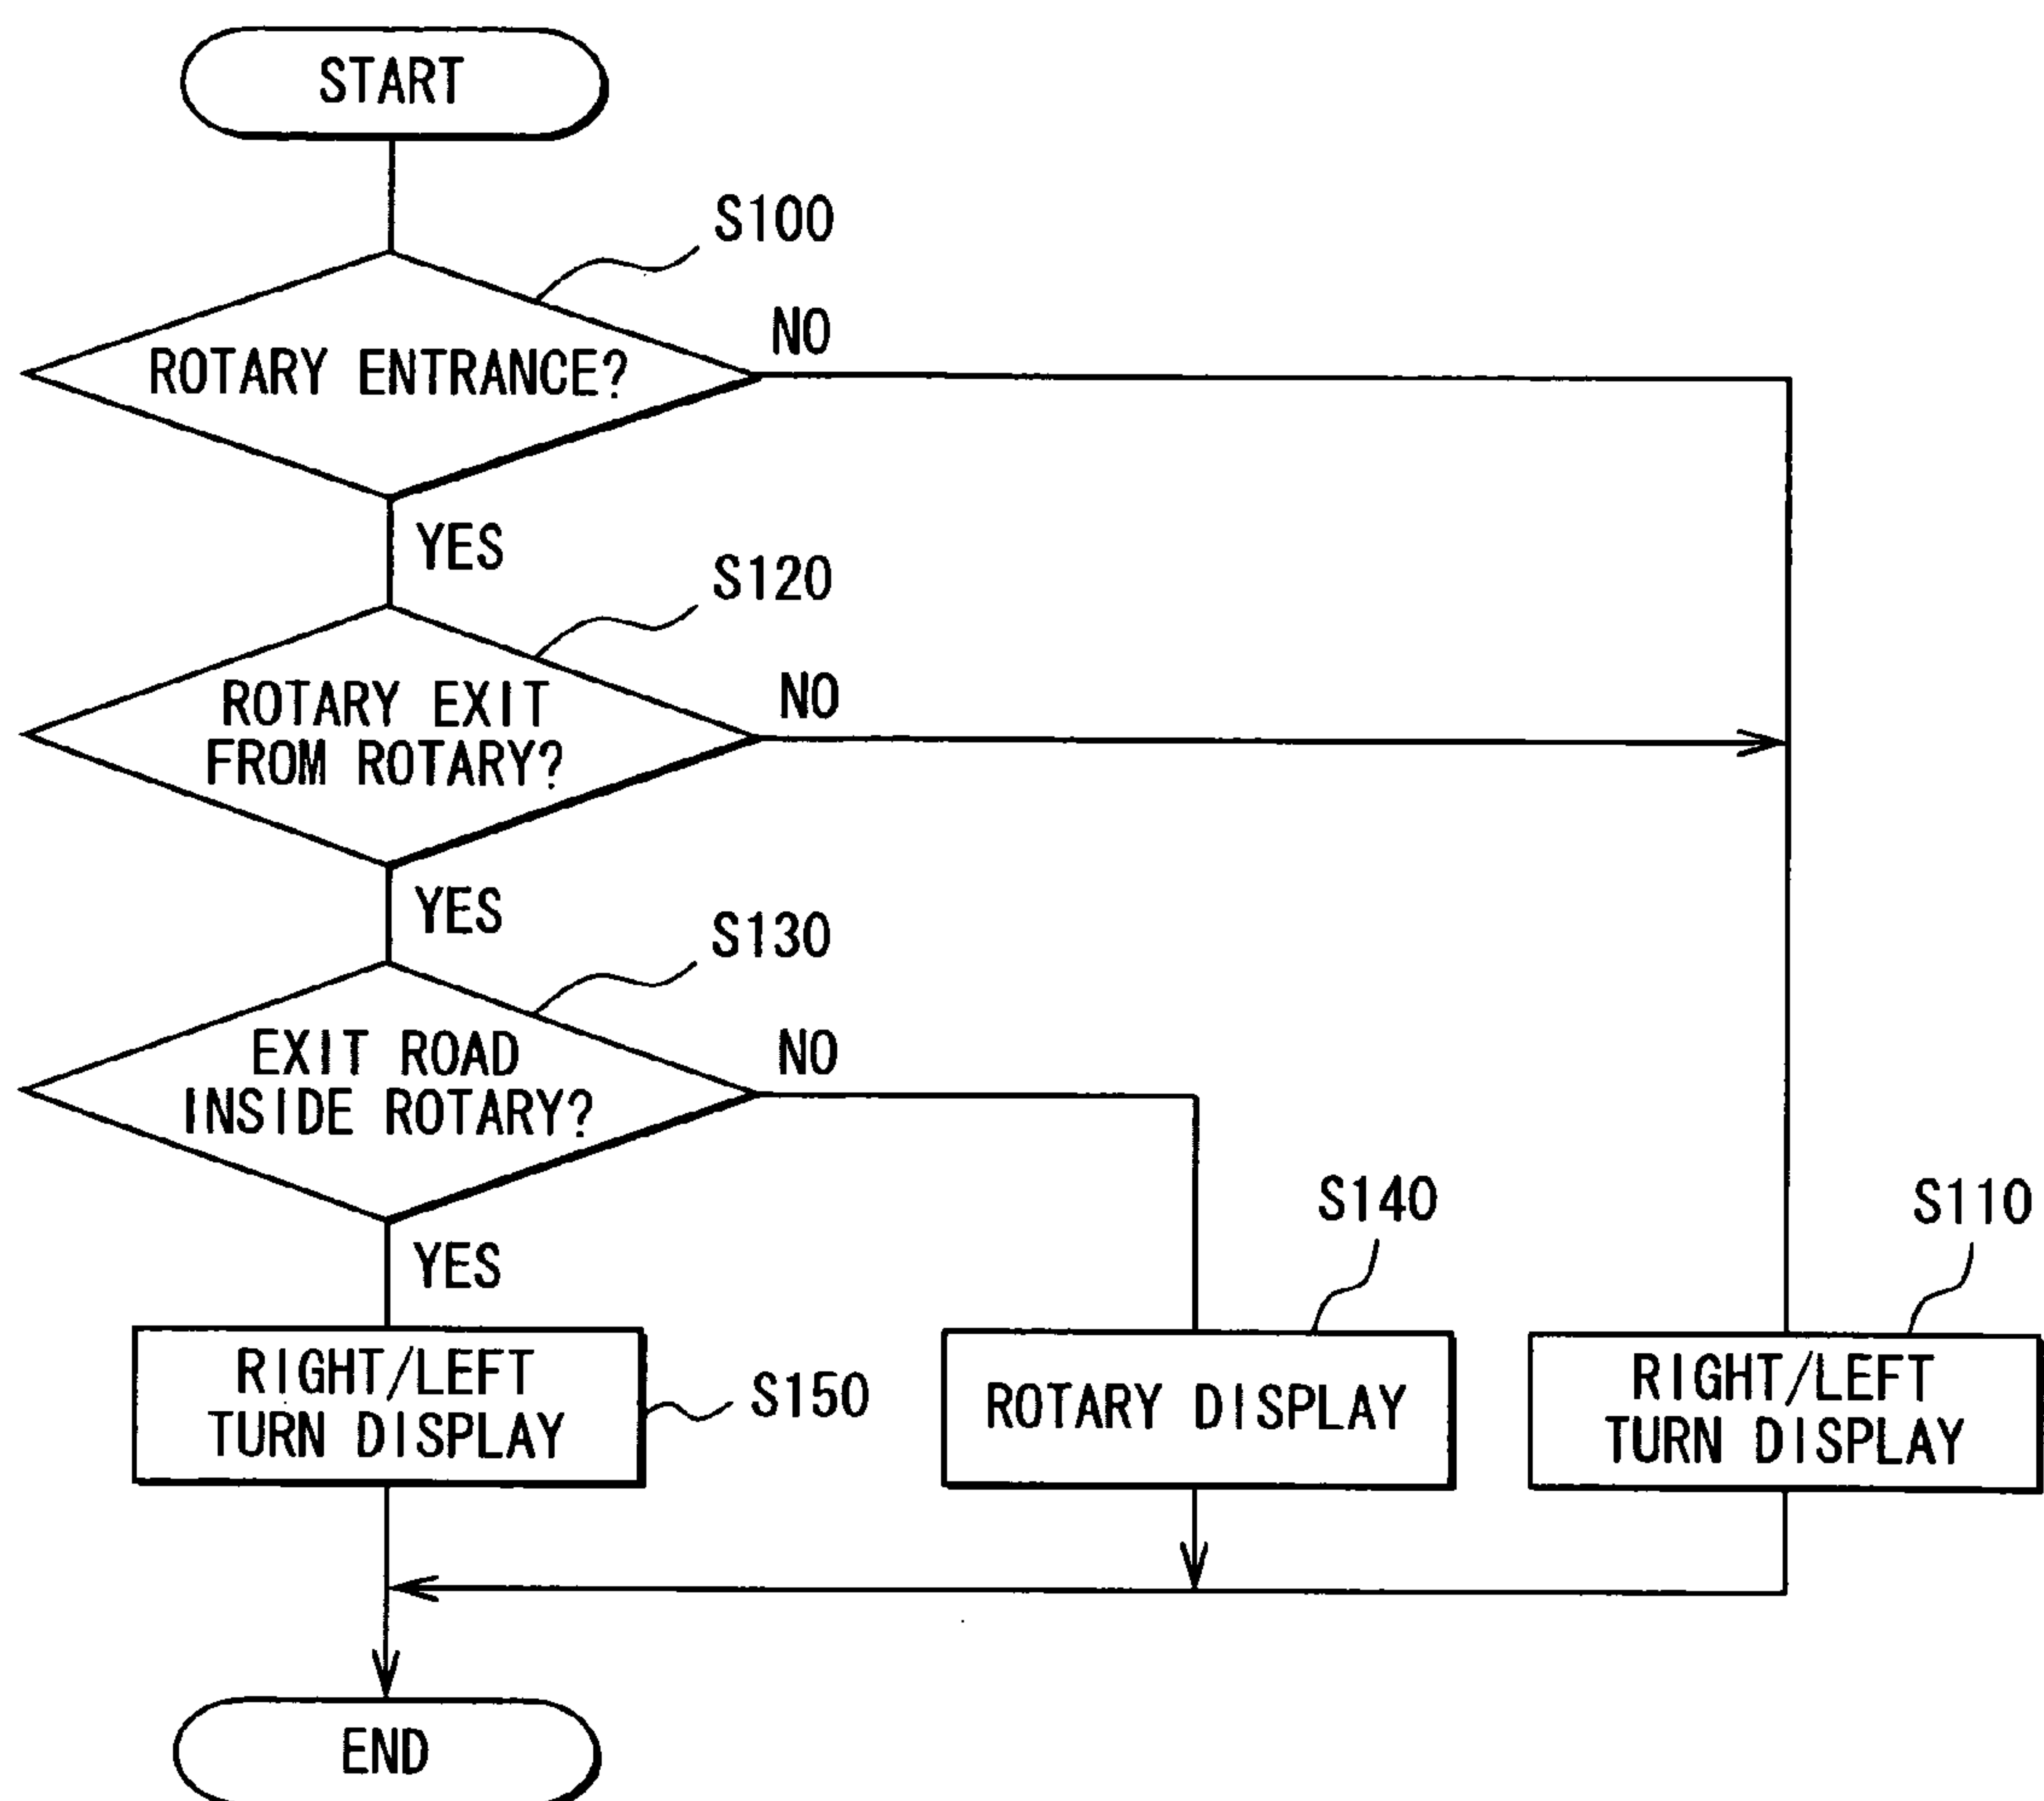 START
S100
NO
ROTARY ENTRANCE?
YES
S120
NO
ROTARY EXIT
FROM ROTARY?
YES
S130
NO
EXIT ROAD
INSIDE ROTARY?
YES
S140
S110
RIGHT/LEFT
TURN DISPLAY
S150
ROTARY DISPLAY
RIGHT/LEFT
TURN DISPLAY
END